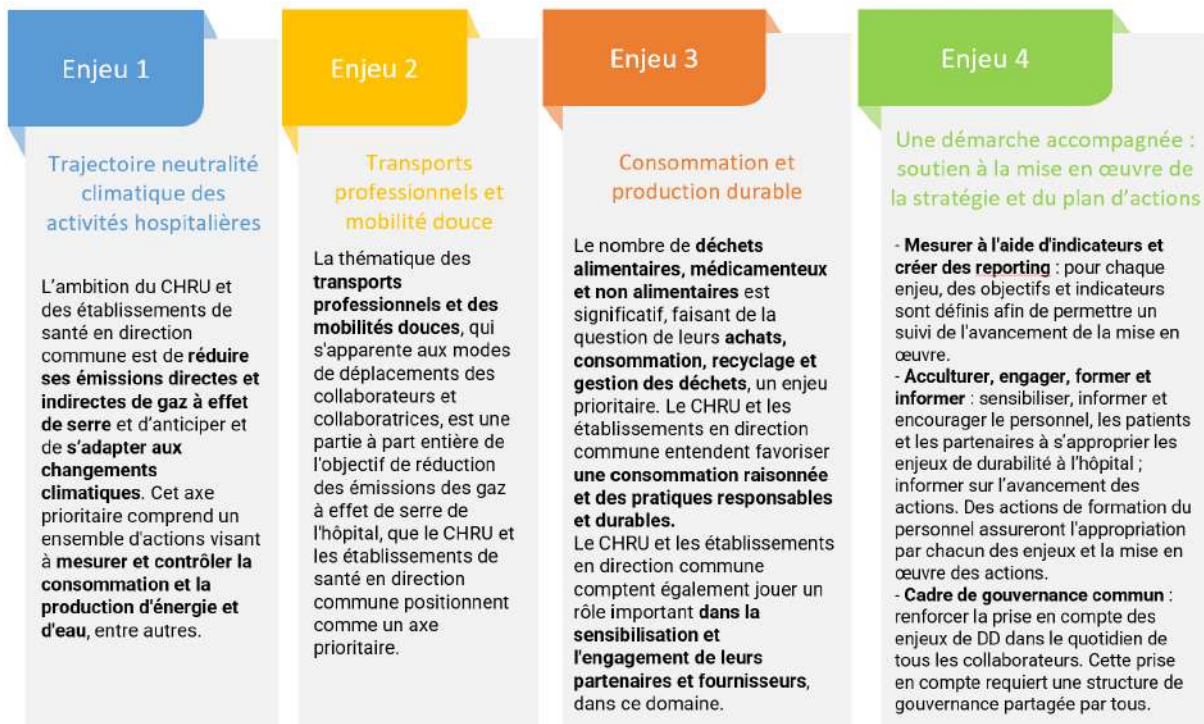 Enjeu 1
Trajectoire neutralité
climatique des
activités hospitalières
L'ambition du CHRU et
des établissements de
santé en direction
commune est de réduire
ses émissions directes et
indirectes de gaz à effet
de serre et d'anticiper et
de s'adapter aux
changements
climatiques. Cet axe
prioritaire comprend un
ensemble d'actions visant
à mesurer et contrôler la
consommation et la
production d'énergie et
d'eau, entre autres.
Enjeu 2
Transports
professionnels et
mobilité douce
La thématique des
transports
professionnels et des
mobilités douces, qui
s'apparente aux modes
de déplacements des
collaborateurs et
collaboratrices, est une
partie à part entière de
l'objectif de réduction
des émissions des gaz
à effet de serre de
l'hôpital, que le CHRU et
les établissements de
santé en direction
commune positionnent
comme un axe
prioritaire.
Enjeu 3
Consommation et
production durable
Le nombre de déchets
alimentaires, médicamenteux
et non alimentaires est
significatif, faisant de la
question de leurs achats,
consommation, recyclage et
gestion des déchets, un enjeu
prioritaire. Le CHRU et les
établissements en direction
commune entendent favoriser
une consommation raisonnée
et des pratiques responsables
et durables.
Le CHRU et les établissements
en direction commune
comptent également jouer un
rôle important dans la
sensibilisation et
l'engagement de leurs
partenaires et fournisseurs,
dans ce domaine.
Enjeu 4
Une démarche accompagnée :
soutien à la mise en œuvre de
la stratégie et du plan d'actions
- Mesurer à l'aide d'indicateurs et
créer des reporting : pour chaque
enjeu, des objectifs et indicateurs
sont définis afin de permettre un
suivi de l'avancement de la mise en
œuvre.
- Acculturer, engager, former et
informer : sensibiliser, informer et
encourager le personnel, les patients
et les partenaires à s'approprier les
enjeux de durabilité à l'hôpital ;
informer sur l'avancement des
actions. Des actions de formation du
personnel assureront l'appropriation
par chacun des enjeux et la mise en
œuvre des actions.
- Cadre de gouvernance commun :
renforcer la prise en compte des
enjeux de DD dans le quotidien de
tous les collaborateurs. Cette prise
en compte requiert une structure de
gouvernance partagée par tous.